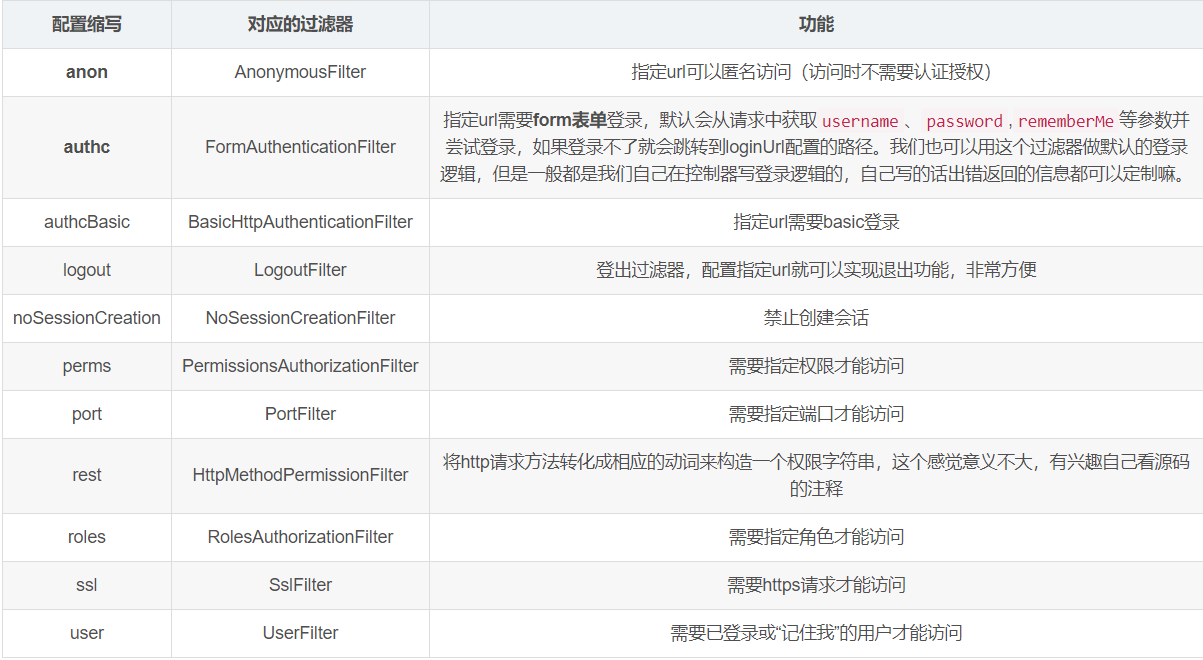 配置缩写 对应的过滤器 功能
anon AnonymousFilter 指定url可以匿名访问（访问时不需要认证授权）
指定url需要form表单登录，默认会从请求中获取 username 、 password , rememberMe 等参数并
authc FormAuthenticationFilter 尝试登录，如果登录不了就会跳转到loginUrl配置的路径。我们也可以用这个过滤器做默认的登录
逻辑，但是一般都是我们自己在控制器写登录逻辑的，自己写的话出错返回的信息都可以定制嘛。
authcBasic BasicHttpAuthenticationFilter 指定url需要basic登录
logout LogoutFilter 登出过滤器，配置指定url就可以实现退出功能，非常方便
noSessionCreation NoSessionCreationFilter 禁止创建会话
perms PermissionsAuthorizationFilter 需要指定权限才能访问
port PortFilter 需要指定端口才能访问
rest HttpMethodPermissionFilter 将http请求方法转化成相应的动词来构造一个权限字符串，这个感觉意义不大，有兴趣自己看源码
的注释
roles RolesAuthorizationFilter 需要指定角色才能访问
ssl SslFilter 需要https请求才能访问
user UserFilter 需要已登录或“记住我”的用户才能访问